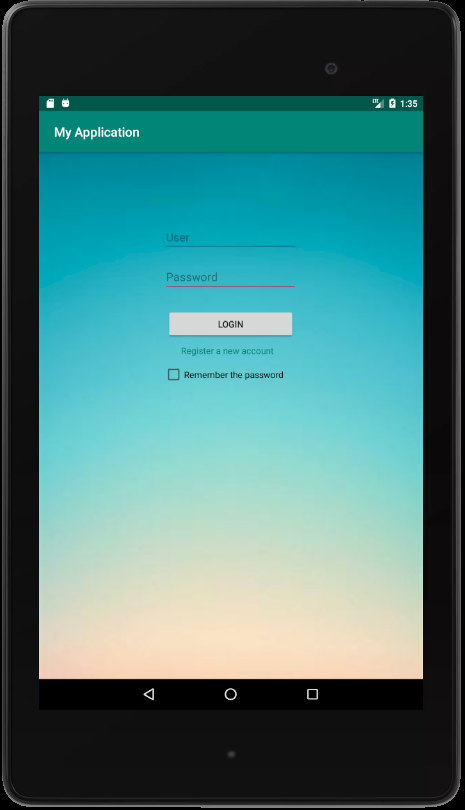 1:35
My Application
User
Password
LOGIN
Register a new account
Remember the password